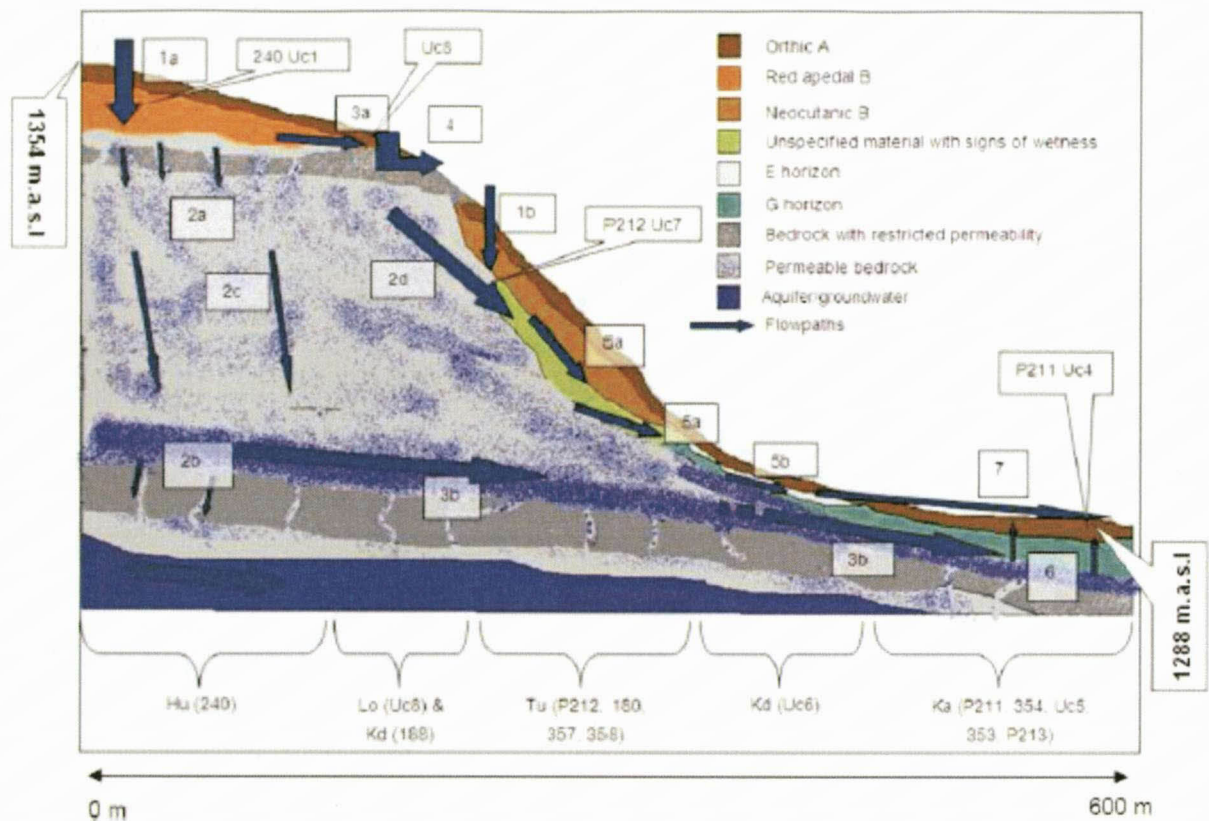 1354 m.a.s.l
1a
240 Uc1
Uc8
3a
4
1b
P212 Uc7
2a
2c
2d
5a
5b
P211 Uc4
7
2b
3b
3b
6
1288 m.a.s.l
Orthic A
Red apedal B
Neocutanic B
Unspecified material with signs of wetness
E horizon
G horizon
Bedrock with restricted permeability
Permeable bedrock
Aquifer/groundwater
Flowpaths
Hu (240)
Lo (Uc8) &
Kd (188)
Tu (P212, 180,
357, 358)
Kd (Uc6)
Ka (P211, 354, Uc5,
353, P213)
0 m
600 m